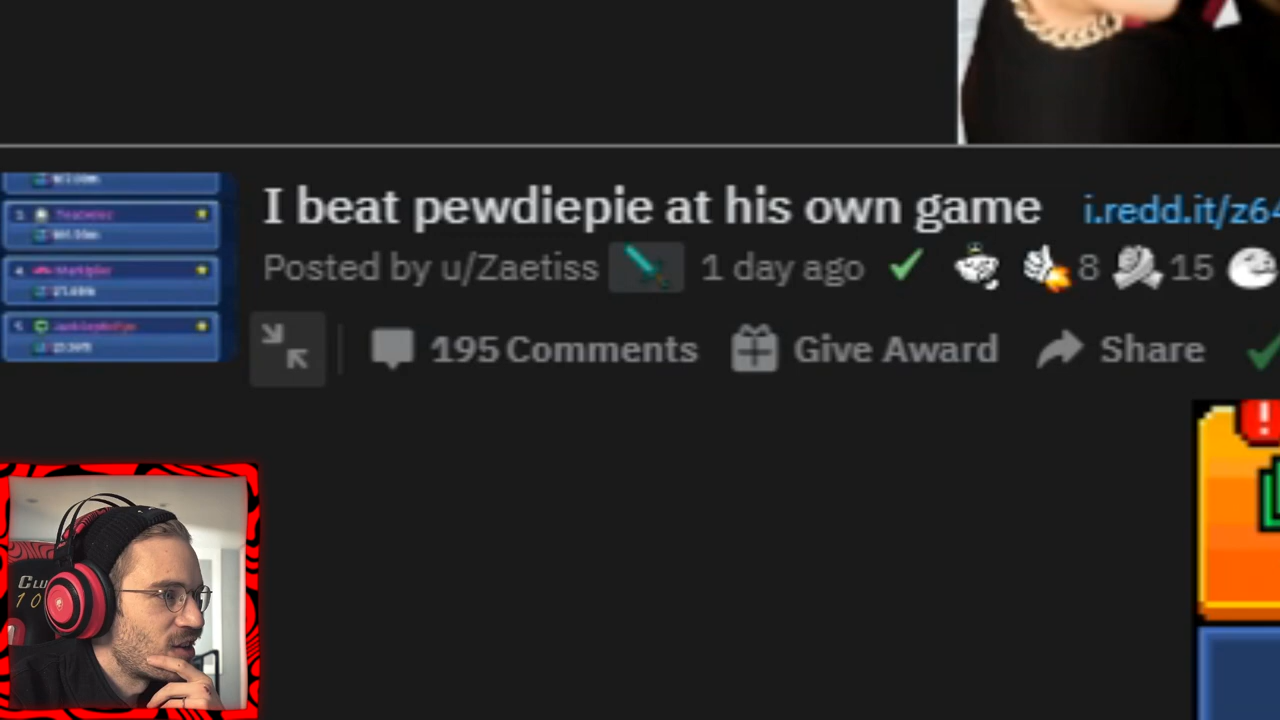 I beat pewdiepie at his own game i.redd.it/z64
Posted by u/Zaetiss 1 day ago 8 15
195 Comments Give Award Share